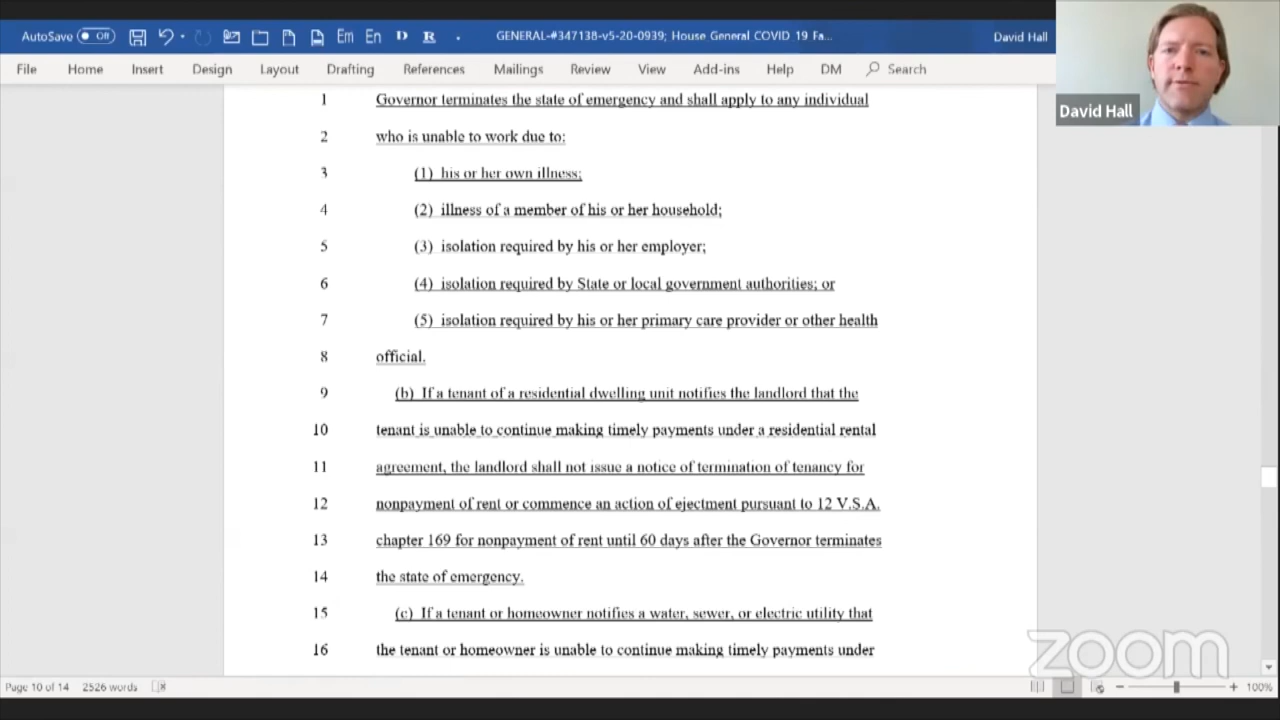 AutoSave Off Em En D R GENERAL-#347138-v5-20-0939; House General COVID 19 Fa... David Hall
File Home Insert Design Layout Drafting References Mailings Review View Add-ins Help DM Search
David Hall
1 Governor terminates the state of emergency and shall apply to any individual
2 who is unable to work due to:
3 (1) his or her own illness;
4 (2) illness of a member of his or her household;
5 (3) isolation required by his or her employer;
6 (4) isolation required by State or local government authorities; or
7 (5) isolation required by his or her primary care provider or other health
8 official.
9 (b) If a tenant of a residential dwelling unit notifies the landlord that the
10 tenant is unable to continue making timely payments under a residential rental
11 agreement, the landlord shall not issue a notice of termination of tenancy for
12 nonpayment of rent or commence an action of ejectment pursuant to 12 V.S.A.
13 chapter 169 for nonpayment of rent until 60 days after the Governor terminates
14 the state of emergency.
15 (c) If a tenant or homeowner notifies a water, sewer, or electric utility that
16 the tenant or homeowner is unable to continue making timely payments under
zoom
Page 10 of 14 2526 words 100%